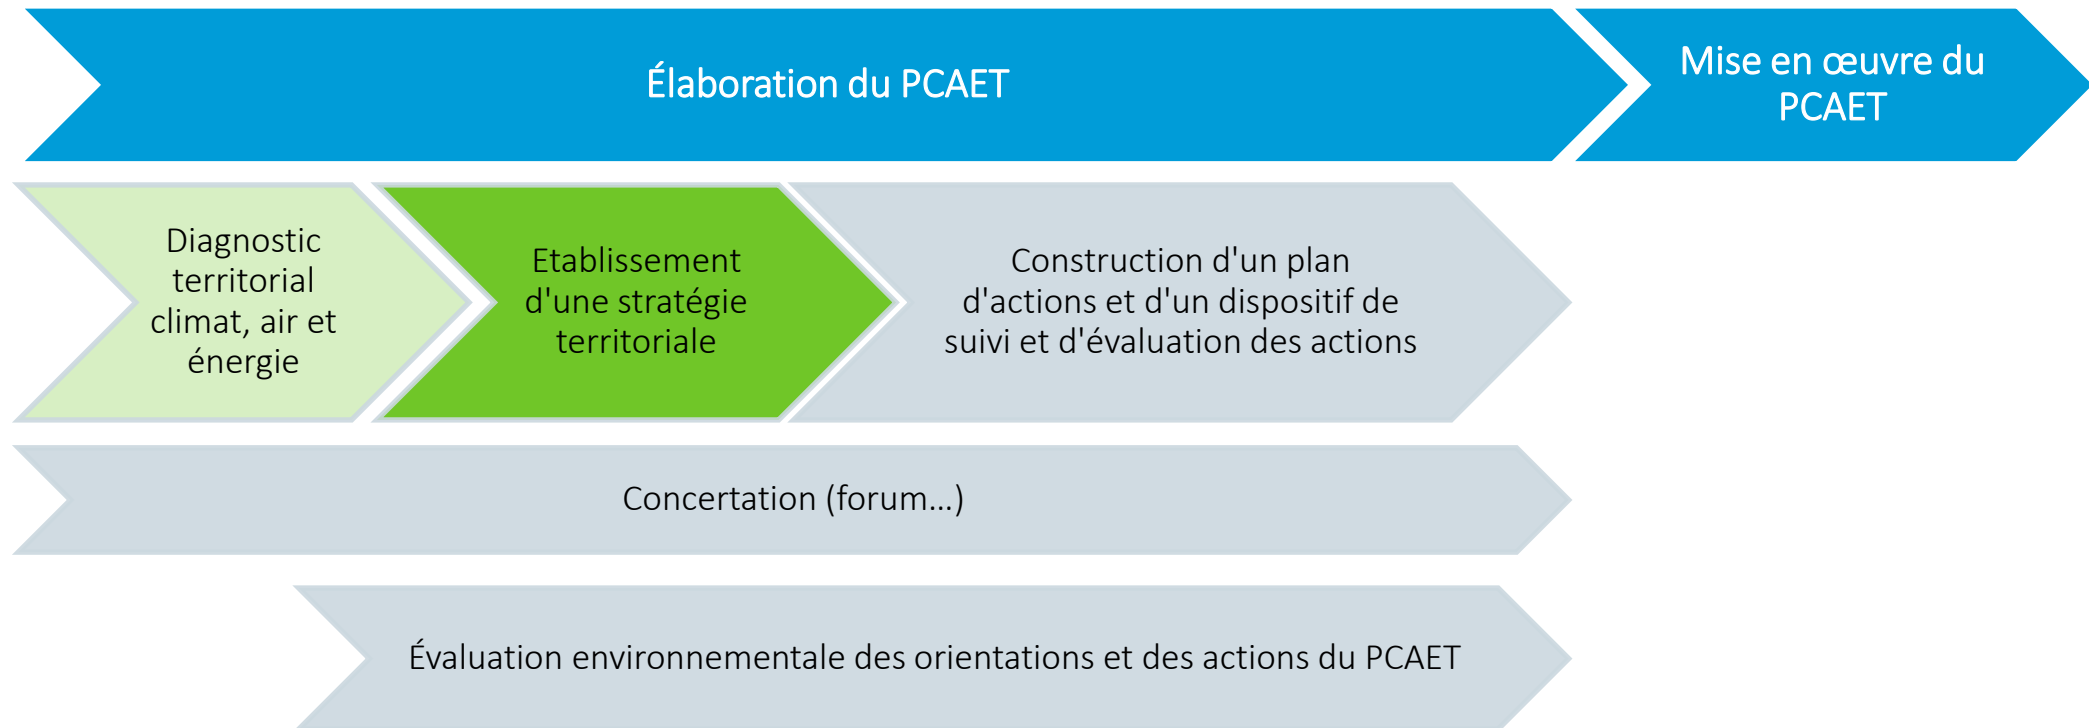 Élaboration du PCAET
Mise en œuvre du
PCAET
Diagnostic
territorial
climat, air et
énergie
Etablissement
d'une stratégie
territoriale
Construction d'un plan
d'actions et d'un dispositif de
suivi et d'évaluation des actions
Concertation (forum...)
Évaluation environnementale des orientations et des actions du PCAET